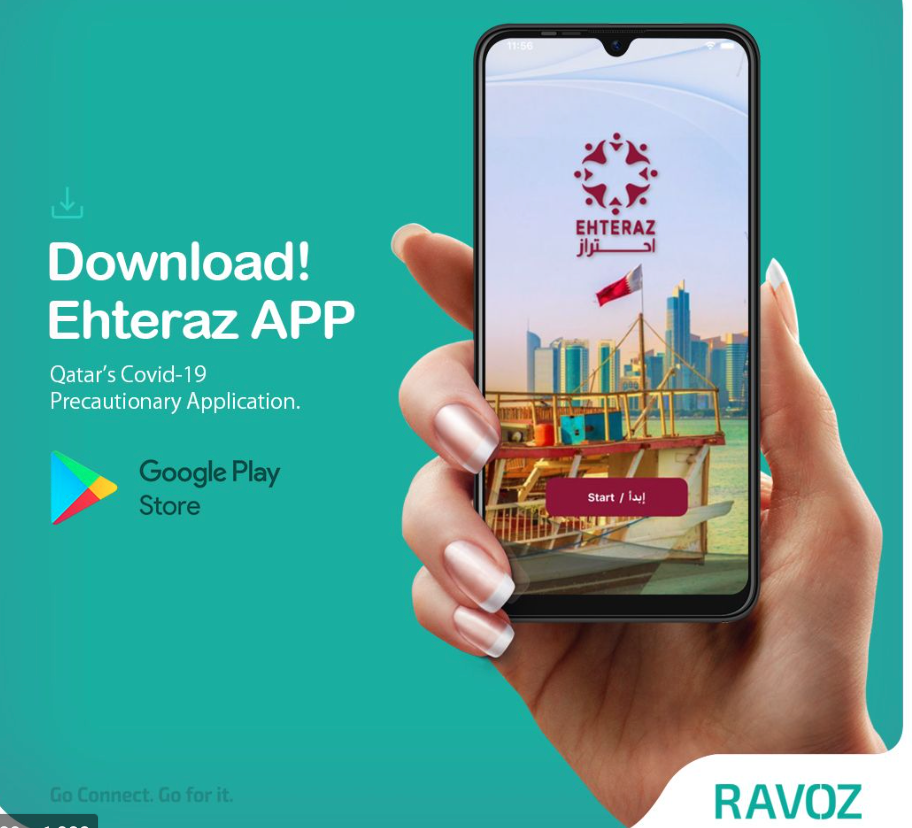 Download!
Ehteraz APP
Qatar's Covid-19
Precautionary Application.
Google Play
Store
11:56
EHTERAZ
احـــتراز
Start / إبدأ
Go Connect. Go for it.
RAVOZ